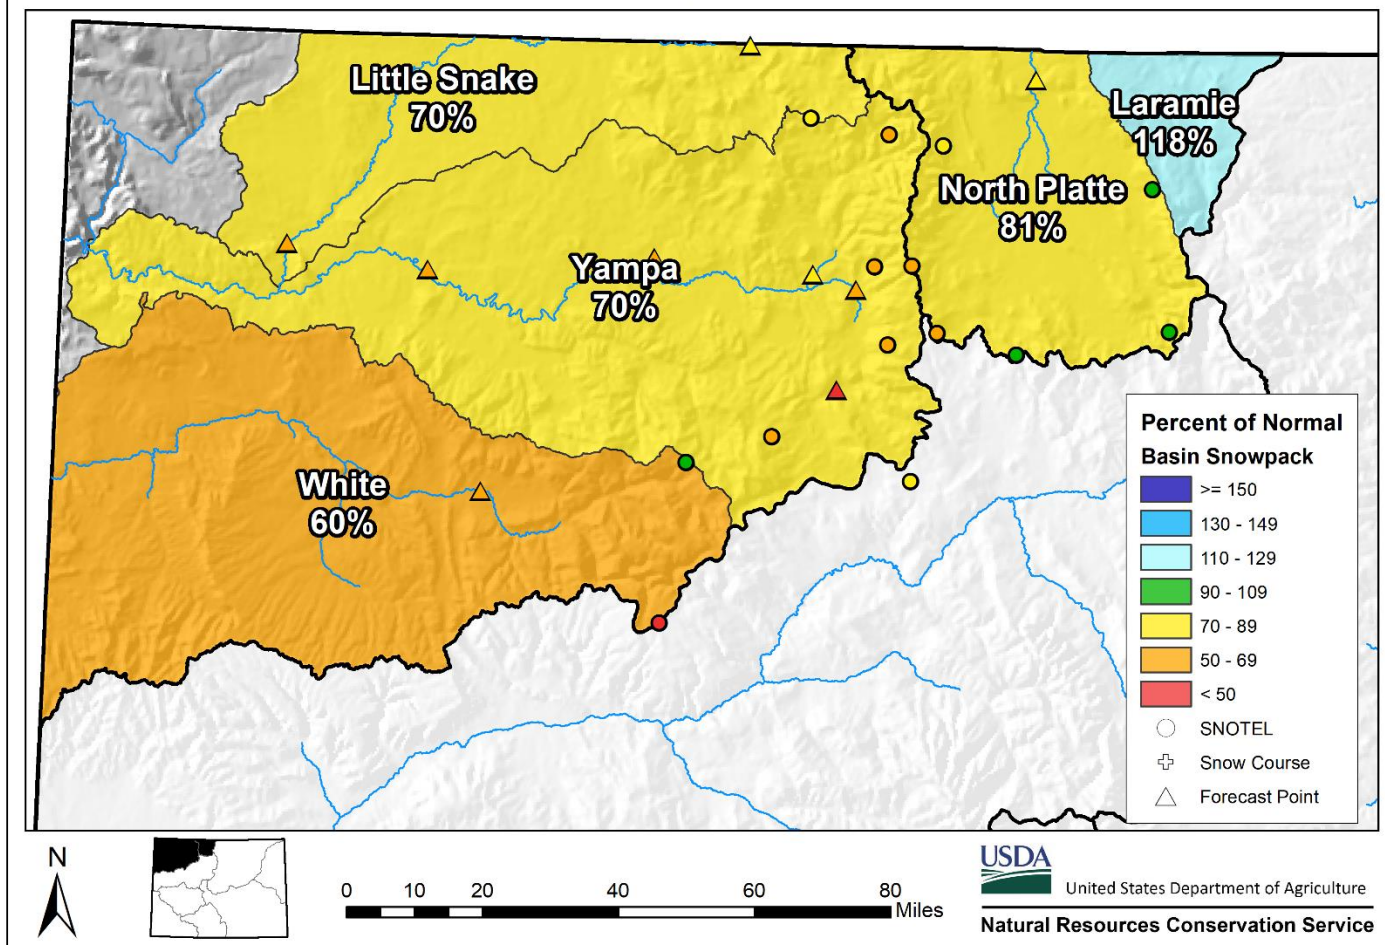 Little Snake
70%
Laramie
118%
North Platte
81%
Yampa
70%
White
60%
Percent of Normal
Basin Snowpack
>= 150
130 - 149
110 - 129
90 - 109
70 - 89
50 - 69
< 50
SNOTEL
Snow Course
Forecast Point
N
0 10 20 40 60 80
Miles
USDA
United States Department of Agriculture
Natural Resources Conservation Service